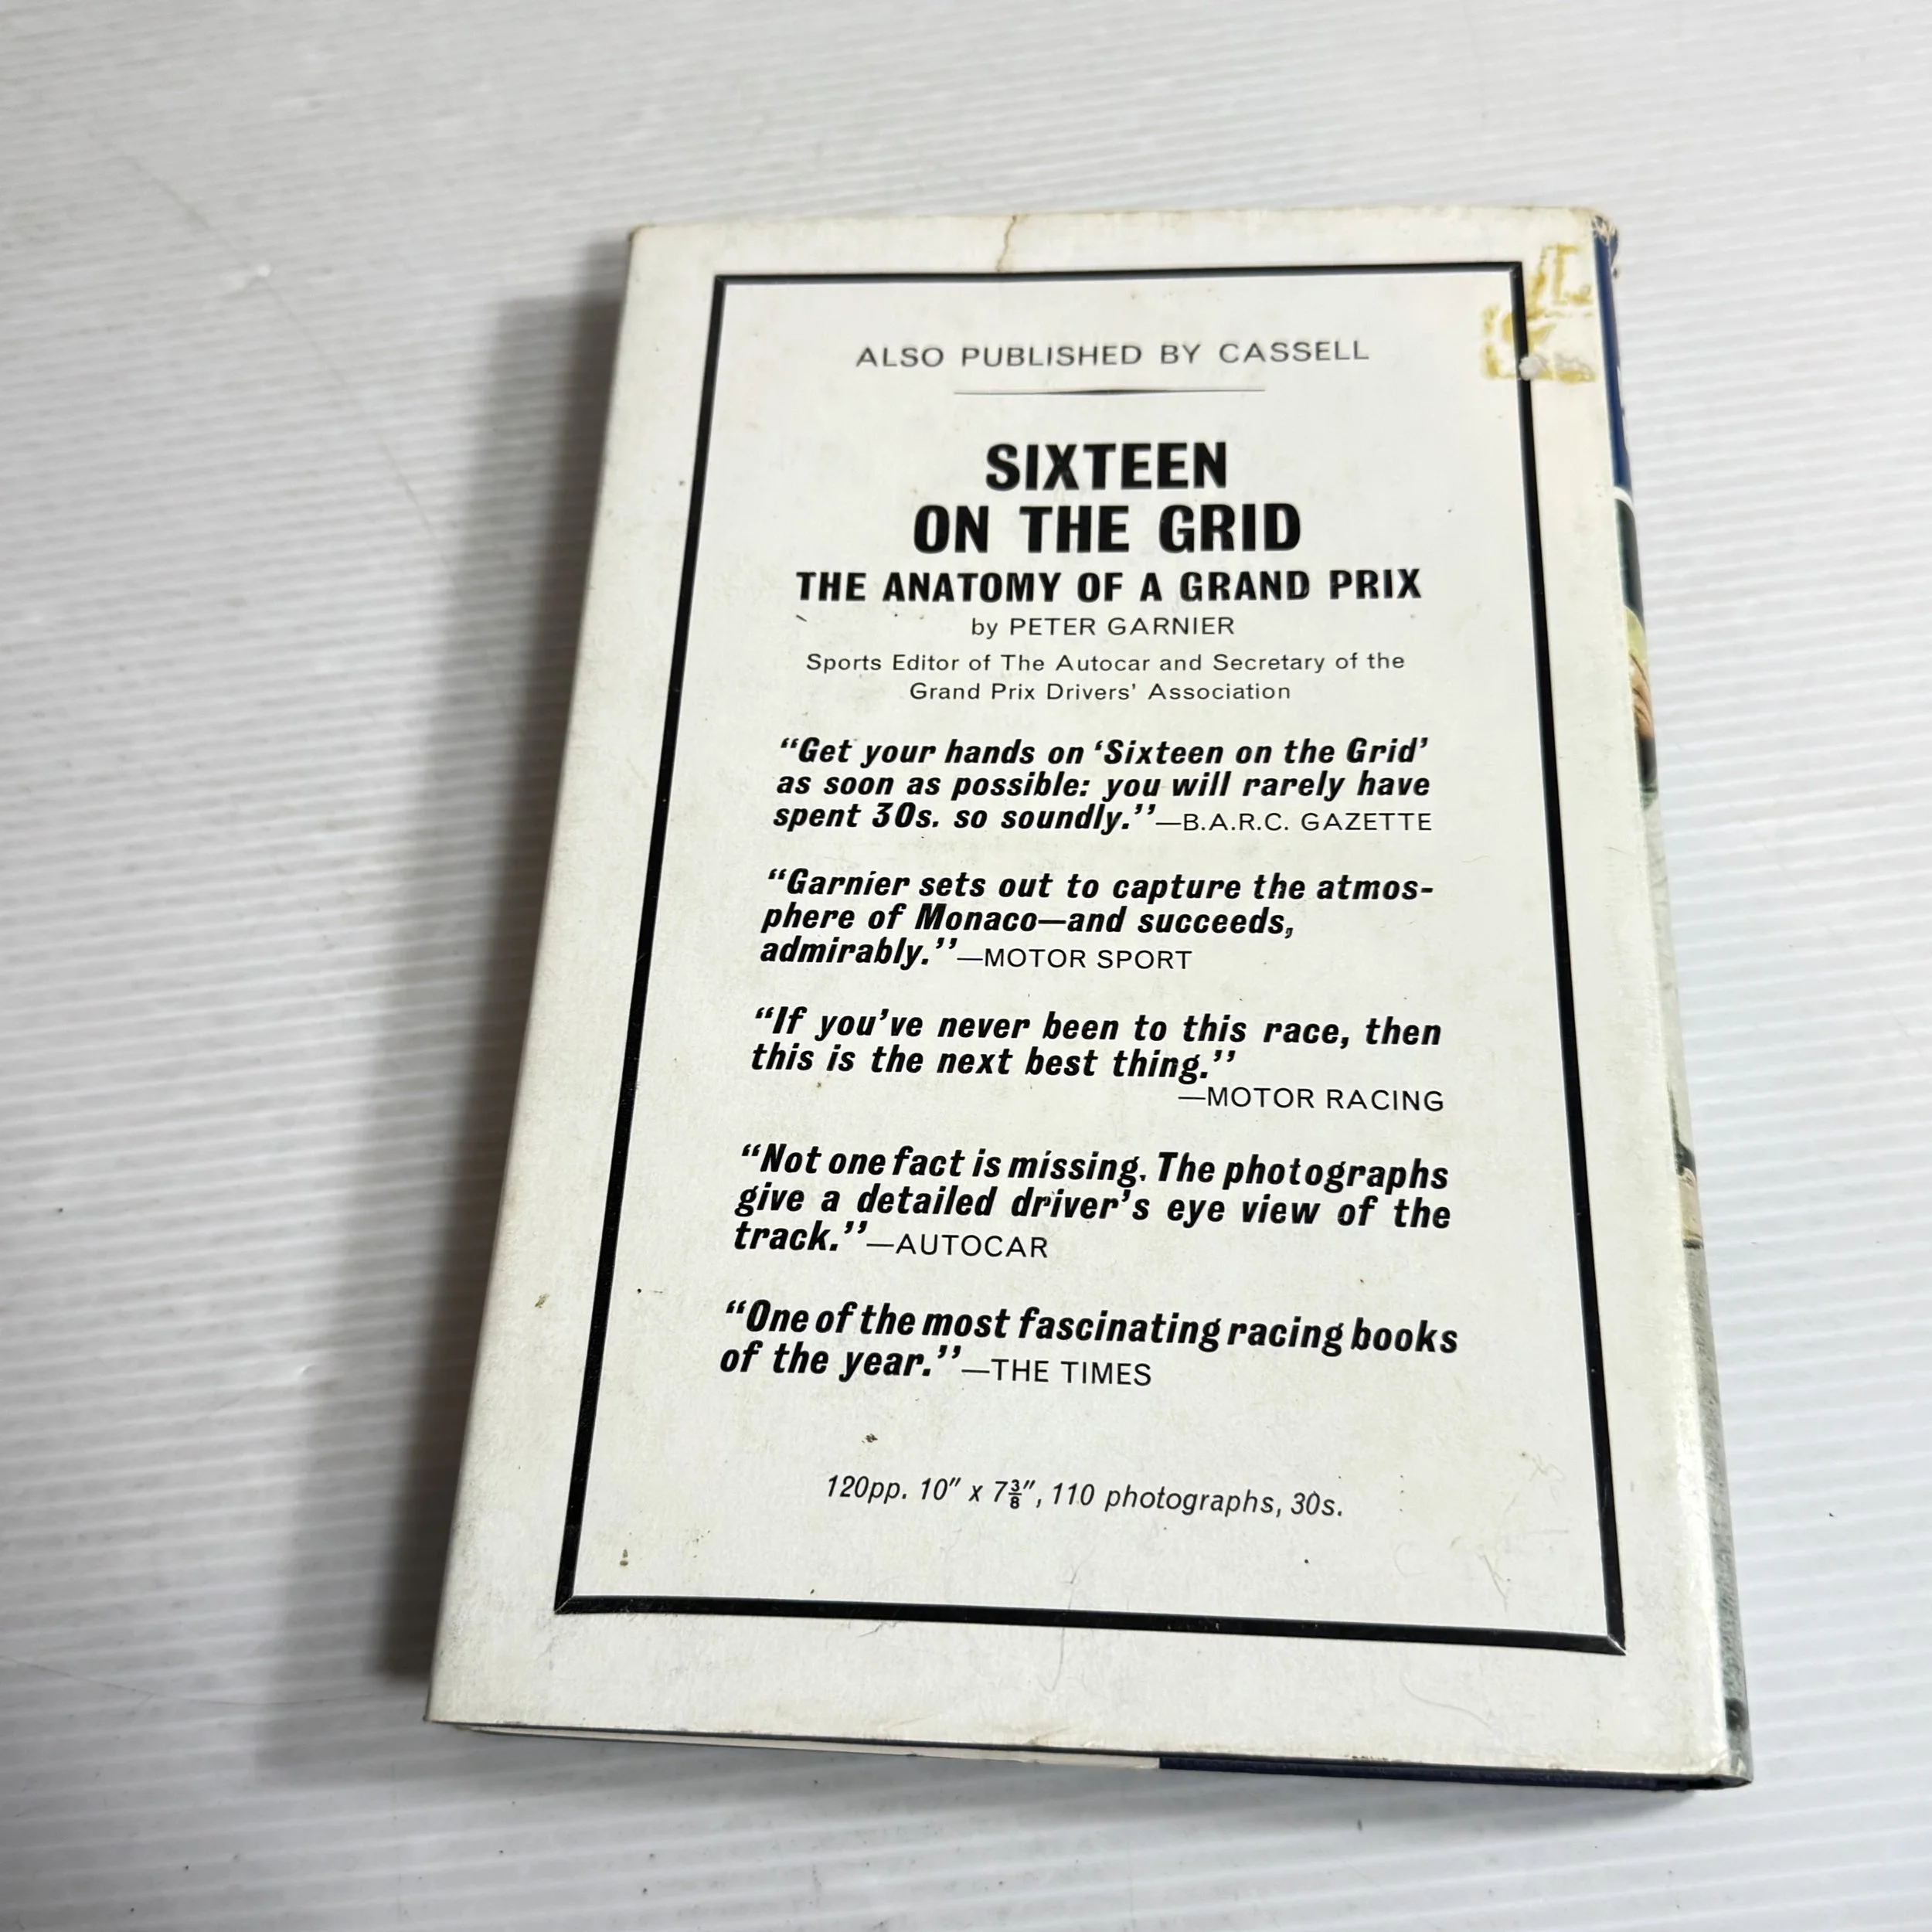 ALSO PUBLISHED BY CASSELL
SIXTEEN
ON THE GRID
THE ANATOMY OF A GRAND PRIX
by PETER GARNIER
Sports Editor of The Autocar and Secretary of the
Grand Prix Drivers' Association
“Get your hands on ‘Sixteen on the Grid’
as soon as possible: you will rarely have
spent 30s. so soundly.”—B.A.R.C. GAZETTE
“Garnier sets out to capture the atmos-
phere of Monaco—and succeeds,
admirably.”—MOTOR SPORT
“If you’ve never been to this race, then
this is the next best thing.”
—MOTOR RACING
“Not one fact is missing. The photographs
give a detailed driver’s eye view of the
track.”—AUTOCAR
“One of the most fascinating racing books
of the year.”—THE TIMES
120pp. 10″ x 7⅜″, 110 photographs, 30s.